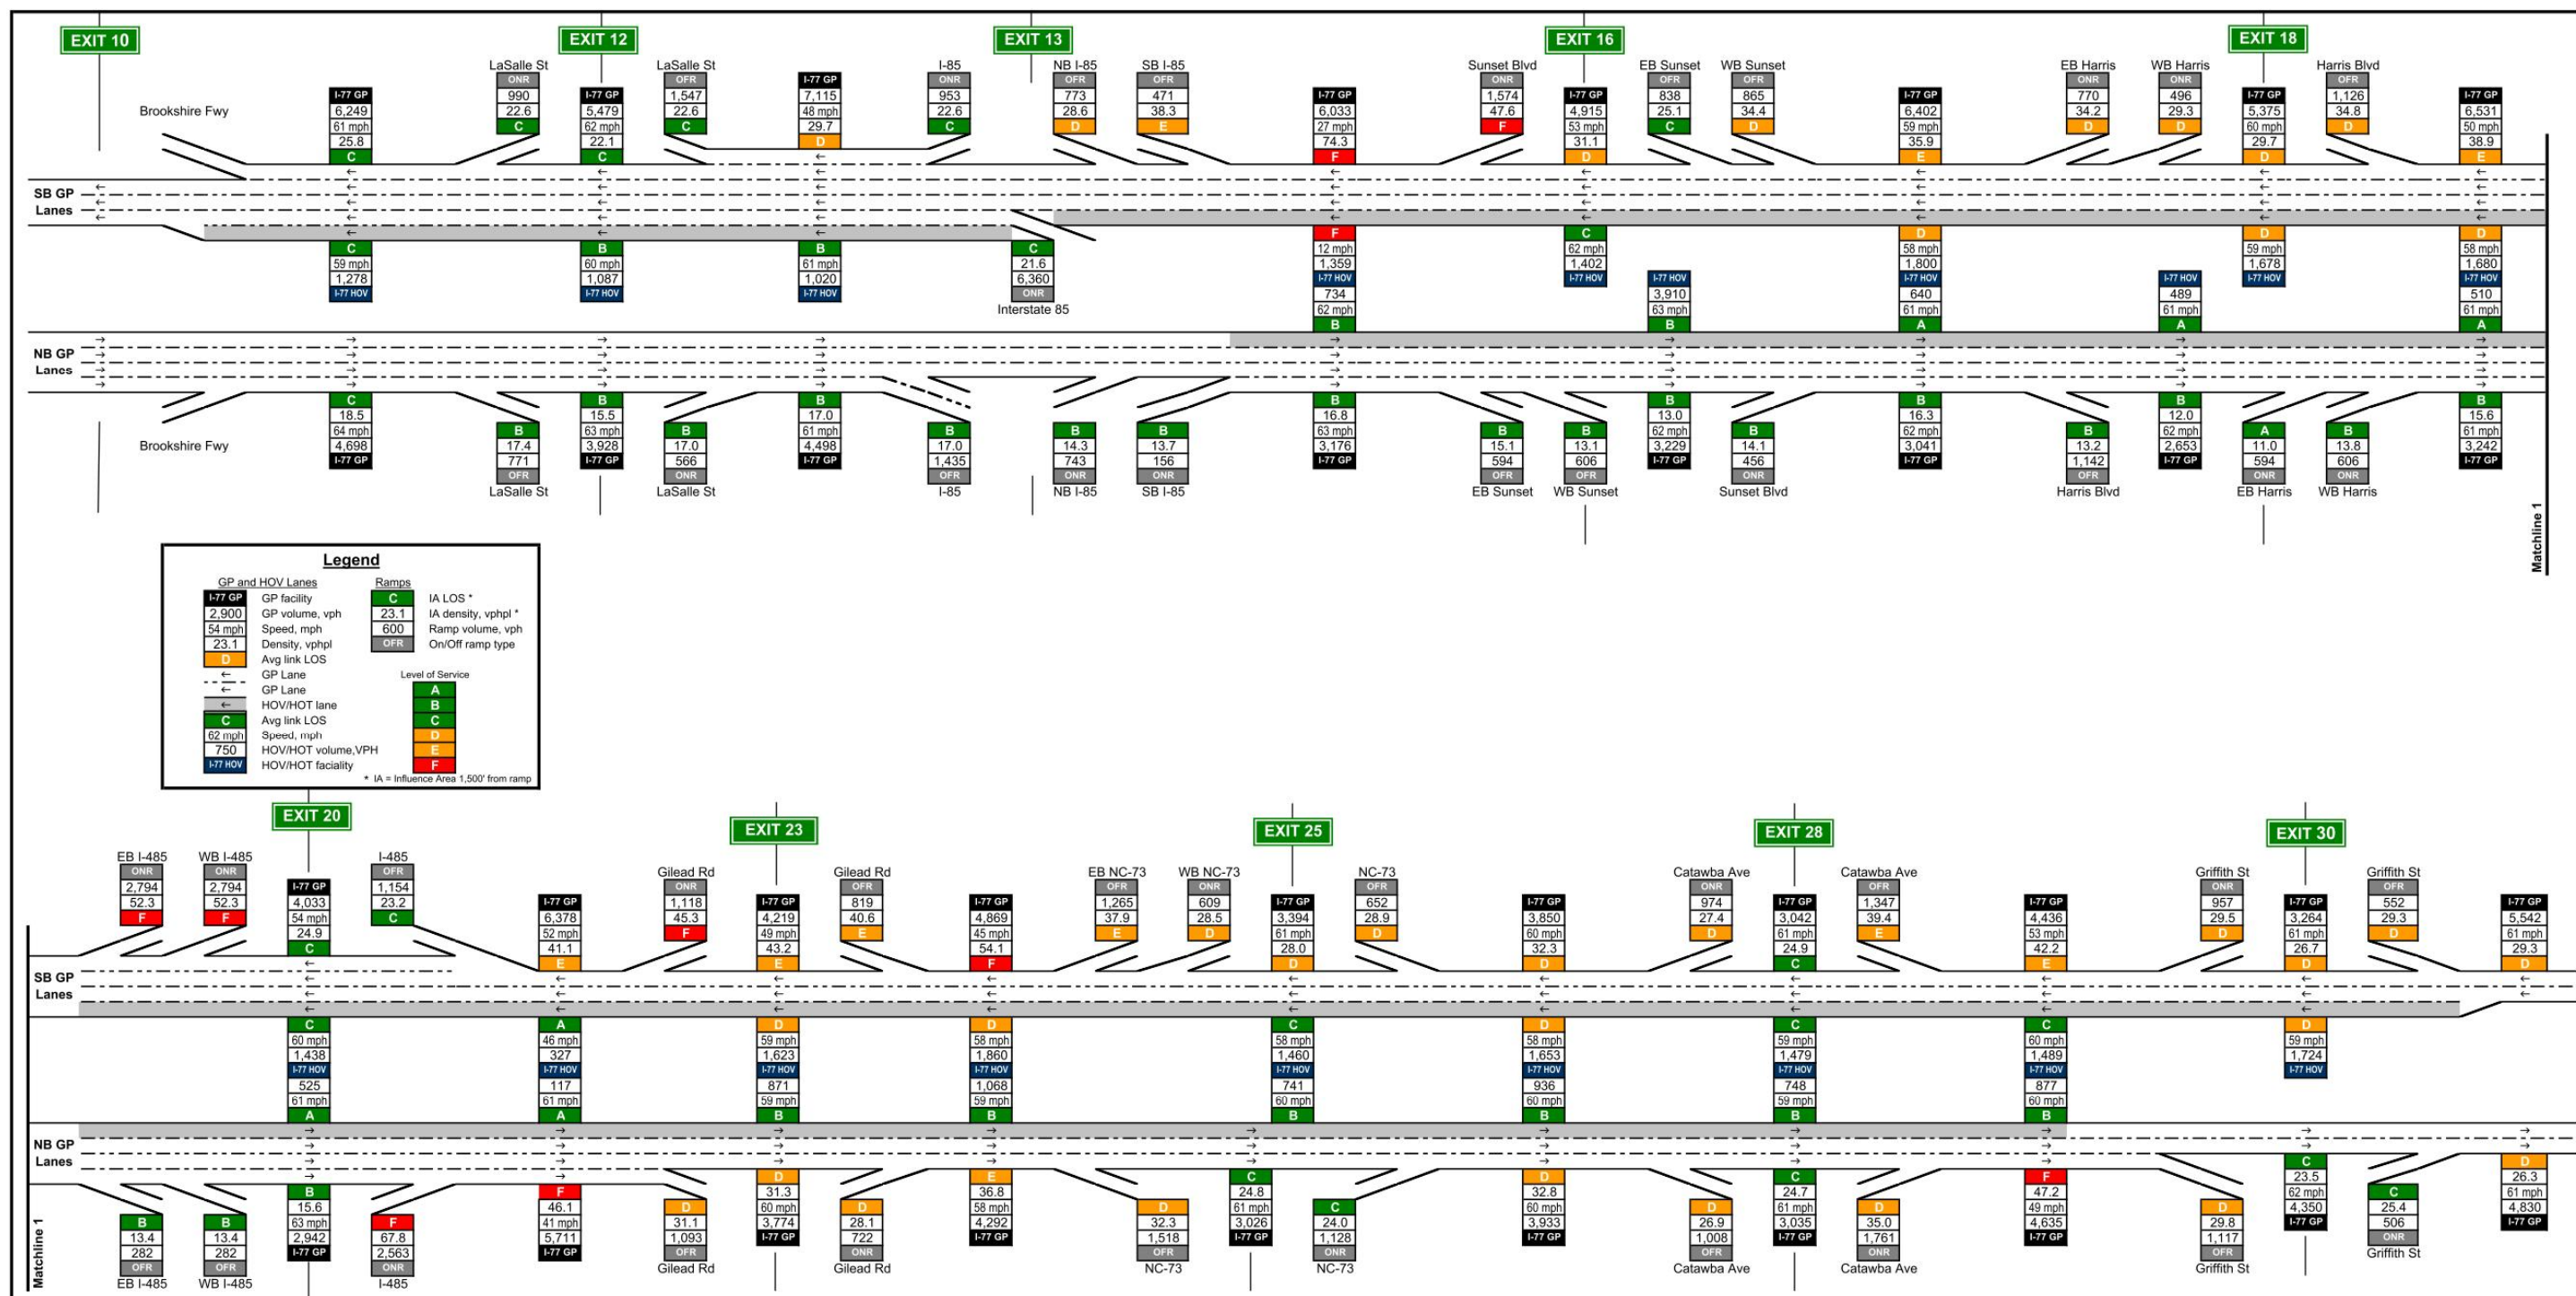 EXIT 10
EXIT 12
EXIT 13
EXIT 16
EXIT 18
Brookshire Fwy
I-77 GP
6,249
61 mph
25.8
C
LaSalle St
ONR
990
22.6
C
I-77 GP
5,479
62 mph
22.1
C
LaSalle St
OFR
1,547
22.6
C
I-77 GP
7,115
48 mph
29.7
D
I-85
ONR
953
22.6
C
NB I-85
OFR
773
28.6
D
SB I-85
OFR
471
38.3
E
I-77 GP
6,033
27 mph
74.3
F
Sunset Blvd
ONR
1,574
47.6
F
I-77 GP
4,915
53 mph
31.1
D
EB Sunset
OFR
838
25.1
C
WB Sunset
OFR
865
34.4
D
I-77 GP
6,402
59 mph
35.9
E
EB Harris
ONR
770
34.2
D
WB Harris
ONR
496
29.3
D
I-77 GP
5,375
60 mph
29.7
D
Harris Blvd
OFR
1,126
34.8
D
I-77 GP
6,531
50 mph
38.9
E
SB GP
Lanes
C
59 mph
1,278
I-77 HOV
B
60 mph
1,087
I-77 HOV
B
61 mph
1,020
I-77 HOV
C
21.6
6,360
ONR
Interstate 85
F
12 mph
1,359
I-77 HOV
734
62 mph
B
C
62 mph
1,402
I-77 HOV
I-77 HOV
3,910
63 mph
B
D
58 mph
1,800
I-77 HOV
640
61 mph
A
I-77 HOV
489
61 mph
A
D
59 mph
1,678
I-77 HOV
D
58 mph
1,680
I-77 HOV
510
61 mph
A
NB GP
Lanes
Brookshire Fwy
C
18.5
64 mph
4,698
I-77 GP
B
17.4
771
OFR
LaSalle St
B
15.5
63 mph
3,928
I-77 GP
B
17.0
566
ONR
LaSalle St
B
17.0
61 mph
4,498
I-77 GP
B
17.0
1,435
OFR
I-85
B
14.3
743
ONR
NB I-85
B
13.7
156
ONR
SB I-85
B
16.8
63 mph
3,176
I-77 GP
B
15.1
594
OFR
EB Sunset
B
13.1
606
OFR
WB Sunset
B
13.0
62 mph
3,229
I-77 GP
B
14.1
456
ONR
Sunset Blvd
B
16.3
62 mph
3,041
I-77 GP
B
13.2
1,142
OFR
Harris Blvd
B
12.0
62 mph
2,653
I-77 GP
A
11.0
594
ONR
EB Harris
B
13.8
606
ONR
WB Harris
B
15.6
61 mph
3,242
I-77 GP
Matchline 1
Legend
GP and HOV Lanes
I-77 GP GP facility
2,900 GP volume, vph
54 mph Speed, mph
23.1 Density, vphpl
D Avg link LOS
GP Lane
GP Lane
HOV/HOT lane
C Avg link LOS
62 mph Speed, mph
750 HOV/HOT volume,VPH
I-77 HOV HOV/HOT faciality
Ramps
C IA LOS *
23.1 IA density, vphpl *
600 Ramp volume, vph
OFR On/Off ramp type
Level of Service
A
B
C
D
E
F
* IA = Influence Area 1,500' from ramp
EXIT 20
EXIT 23
EXIT 25
EXIT 28
EXIT 30
EB I-485
ONR
2,794
52.3
F
WB I-485
ONR
2,794
52.3
F
I-77 GP
4,033
54 mph
24.9
C
I-485
OFR
1,154
23.2
C
I-77 GP
6,378
52 mph
41.1
E
Gilead Rd
ONR
1,118
45.3
F
I-77 GP
4,219
49 mph
43.2
E
Gilead Rd
OFR
819
40.6
E
I-77 GP
4,869
45 mph
54.1
F
EB NC-73
ONR
1,265
37.9
E
WB NC-73
ONR
609
28.5
D
I-77 GP
3,394
61 mph
28.0
D
NC-73
OFR
652
28.9
D
I-77 GP
3,850
60 mph
32.3
D
Catawba Ave
ONR
974
27.4
D
I-77 GP
3,042
61 mph
24.9
C
Catawba Ave
OFR
1,347
39.4
E
I-77 GP
4,436
53 mph
42.2
E
Griffith St
ONR
957
29.5
D
I-77 GP
3,264
61 mph
26.7
D
Griffith St
OFR
552
29.3
D
I-77 GP
5,542
61 mph
29.3
D
SB GP
Lanes
C
60 mph
1,438
I-77 HOV
525
61 mph
A
A
46 mph
327
I-77 HOV
117
61 mph
A
D
59 mph
1,623
I-77 HOV
871
59 mph
B
D
58 mph
1,860
I-77 HOV
1,068
59 mph
B
C
58 mph
1,460
I-77 HOV
741
60 mph
B
D
58 mph
1,653
I-77 HOV
936
60 mph
B
C
59 mph
1,479
I-77 HOV
748
59 mph
B
C
60 mph
1,489
I-77 HOV
877
60 mph
B
D
59 mph
1,724
I-77 HOV
NB GP
Lanes
Matchline 1
B
13.4
282
OFR
EB I-485
B
13.4
282
OFR
WB I-485
B
15.6
63 mph
2,942
I-77 GP
F
67.8
2,563
ONR
I-485
F
46.1
41 mph
5,711
I-77 GP
D
31.1
1,093
OFR
Gilead Rd
D
31.3
60 mph
3,774
I-77 GP
D
28.1
722
ONR
Gilead Rd
E
36.8
58 mph
4,292
I-77 GP
D
32.3
1,518
OFR
NC-73
C
24.8
61 mph
3,026
I-77 GP
C
24.0
1,128
ONR
NC-73
D
32.8
60 mph
3,933
I-77 GP
D
26.9
1,008
OFR
Catawba Ave
C
24.7
61 mph
3,035
I-77 GP
D
35.0
1,761
ONR
Catawba Ave
F
47.2
49 mph
4,635
I-77 GP
D
29.8
1,117
OFR
Griffith St
C
23.5
62 mph
4,350
I-77 GP
C
25.4
506
ONR
Griffith St
D
26.3
61 mph
4,830
I-77 GP